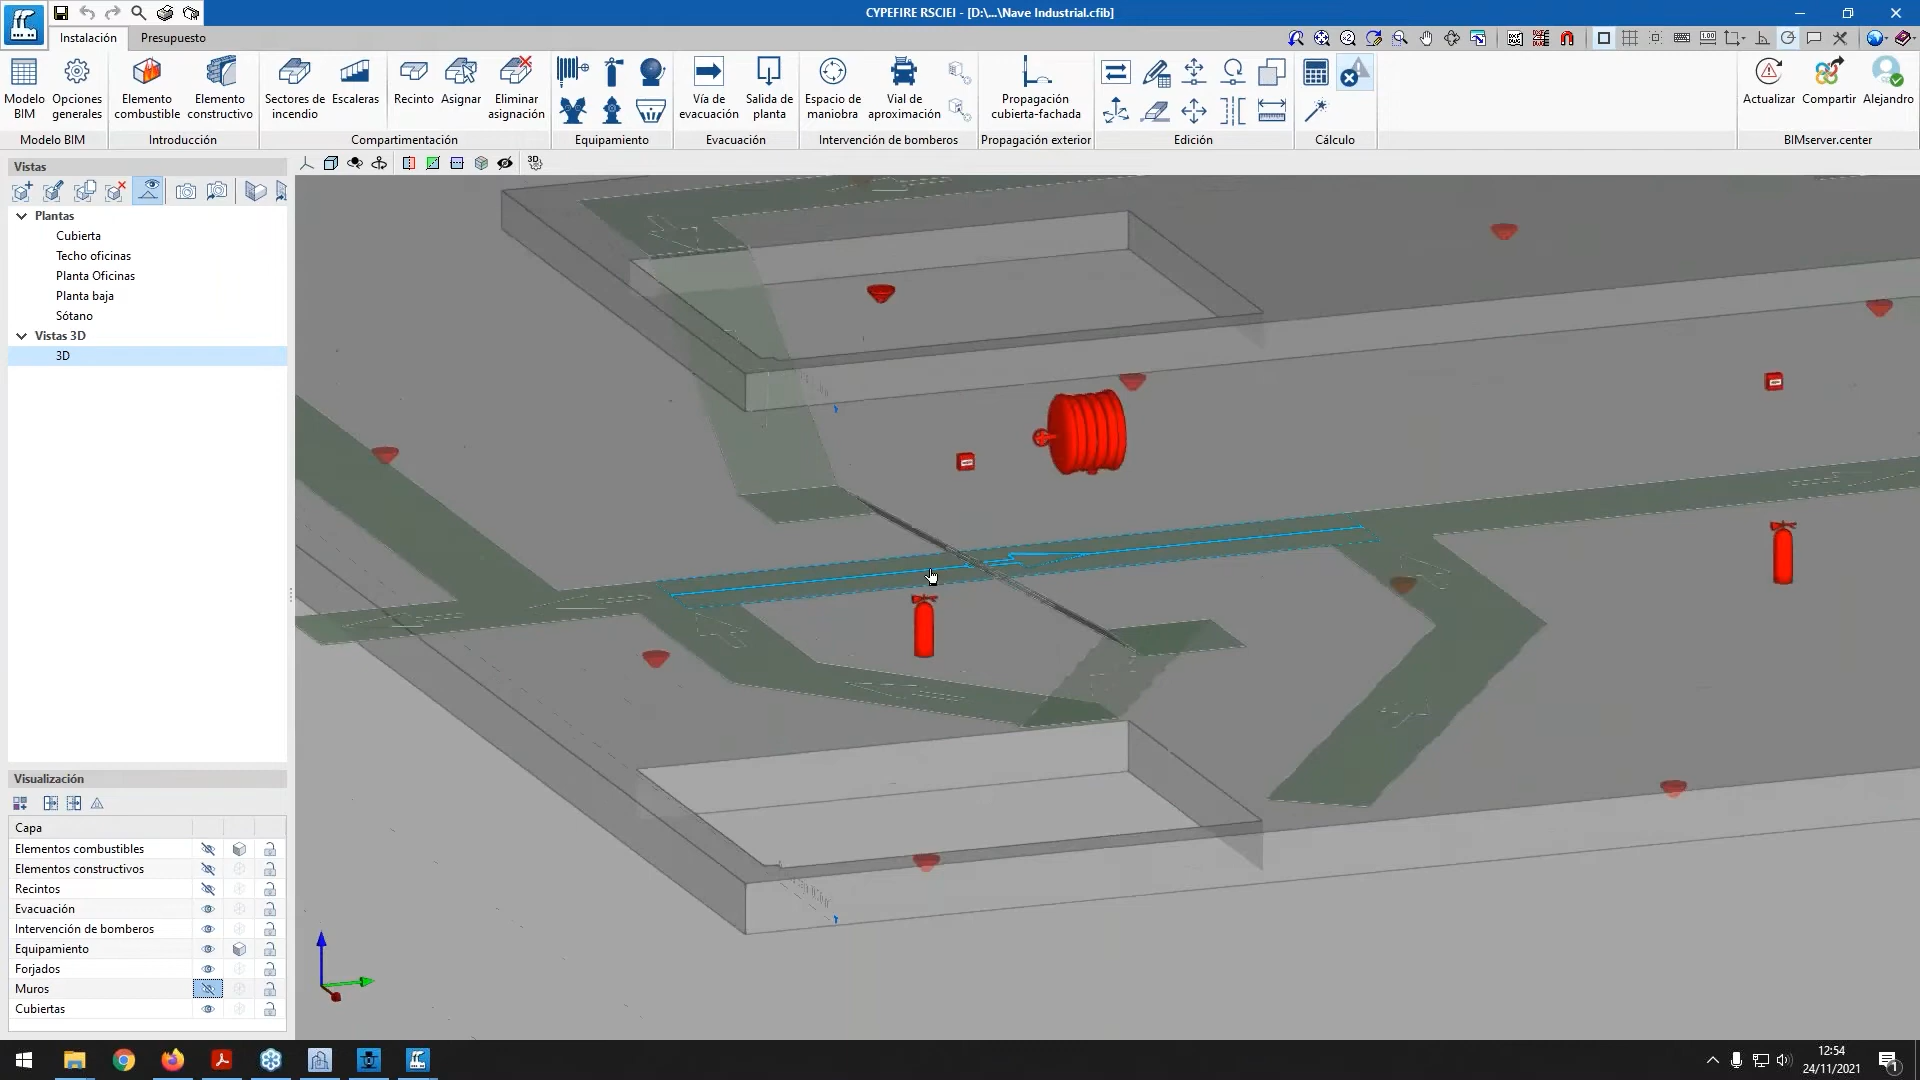 CYPEFIRE RSCIEI - [D:\...\Nave Industrial.cfib]
Instalación
Presupuesto
Modelo BIM
Opciones generales
Elemento combustible
Elemento constructivo
Sectores de incendio
Escaleras
Recinto
Asignar
Eliminar asignación
Vía de evacuación
Salida de planta
Espacio de maniobra
Vial de aproximación
Propagación cubierta-fachada
Actualizar
Compartir
Alejandro
Modelo BIM
Introducción
Compartimentación
Equipamiento
Evacuación
Intervención de bomberos
Propagación exterior
Edición
Cálculo
BIMserver.center
Vistas
Plantas
Cubierta
Techo oficinas
Planta Oficinas
Planta baja
Sótano
Vistas 3D
3D
Visualización
Capa
Elementos combustibles
Elementos constructivos
Recintos
Evacuación
Intervención de bomberos
Equipamiento
Forjados
Muros
Cubiertas
12:54
24/11/2021